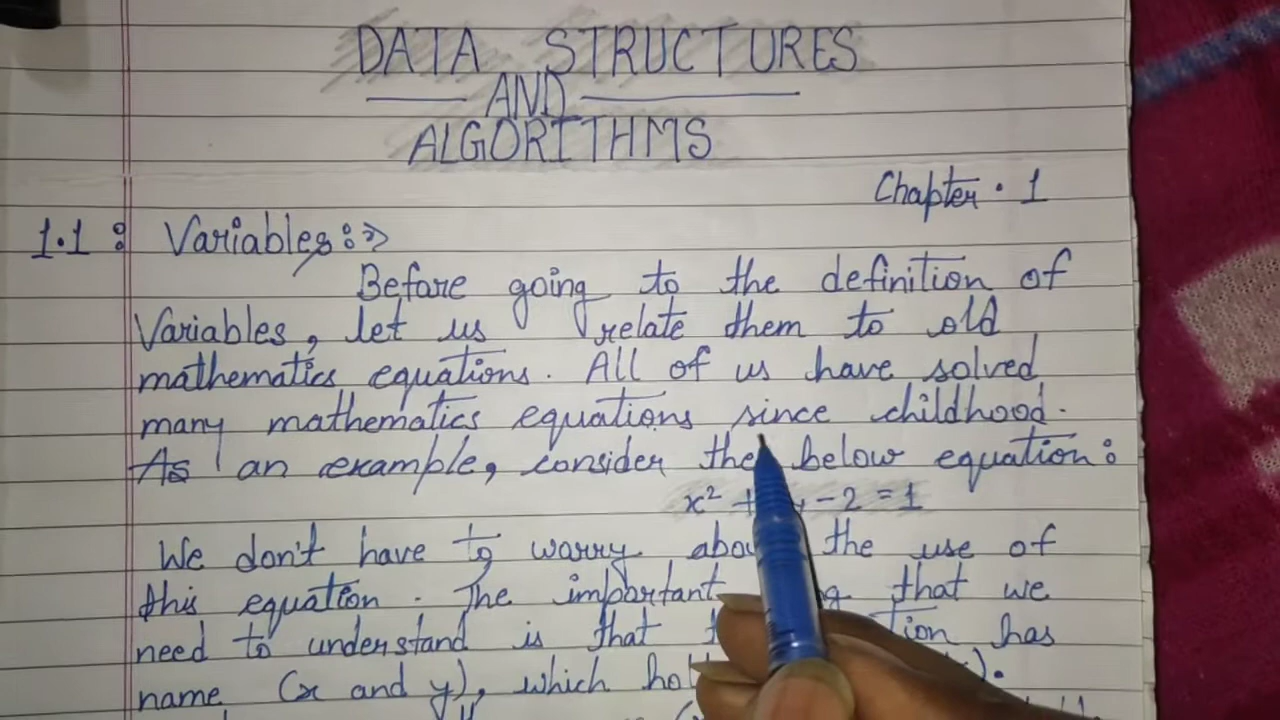 DATA STRUCTURES
AND
ALGORITHMS
Chapter. 1
1.1 : Variables:⇒
Before going to the definition of
Variables, let us relate them to old
mathematics equations. All of us have solved
many mathematics equations since childhood.
As an example, consider the below equation:
x² + -2 = 1
We don't have to worry the use of
this equation. The important that we
need to understand is that has
name (x and y), which